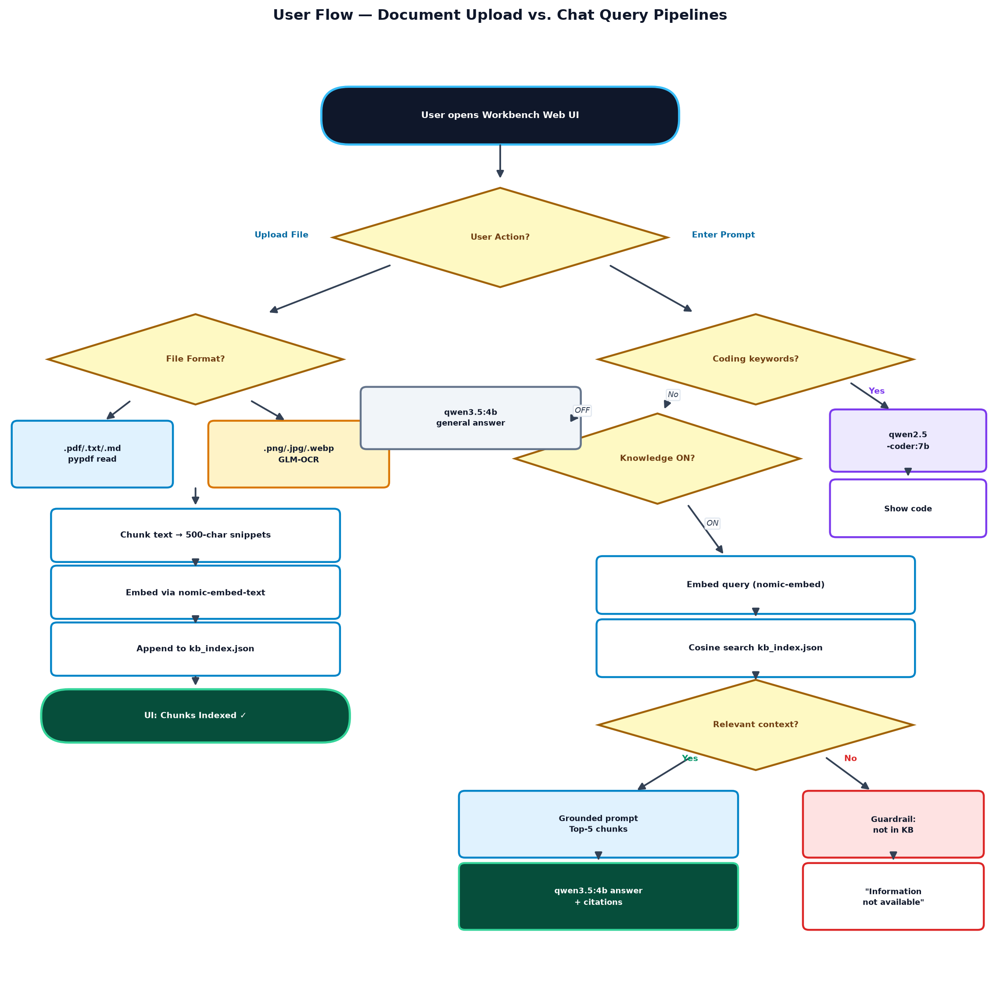 User Flow — Document Upload vs. Chat Query Pipelines
User opens Workbench Web UI
Upload File
User Action?
Enter Prompt
File Format?
Coding keywords?
Yes
No
OFF
qwen3.5:4b
general answer
.pdf/.txt/.md
pypdf read
.png/.jpg/.webp
GLM-OCR
Knowledge ON?
qwen2.5
-coder:7b
Show code
ON
Chunk text → 500-char snippets
Embed via nomic-embed-text
Append to kb_index.json
UI: Chunks Indexed ✓
Embed query (nomic-embed)
Cosine search kb_index.json
Relevant context?
Yes
No
Grounded prompt
Top-5 chunks
Guardrail:
not in KB
qwen3.5:4b answer
+ citations
"Information
not available"